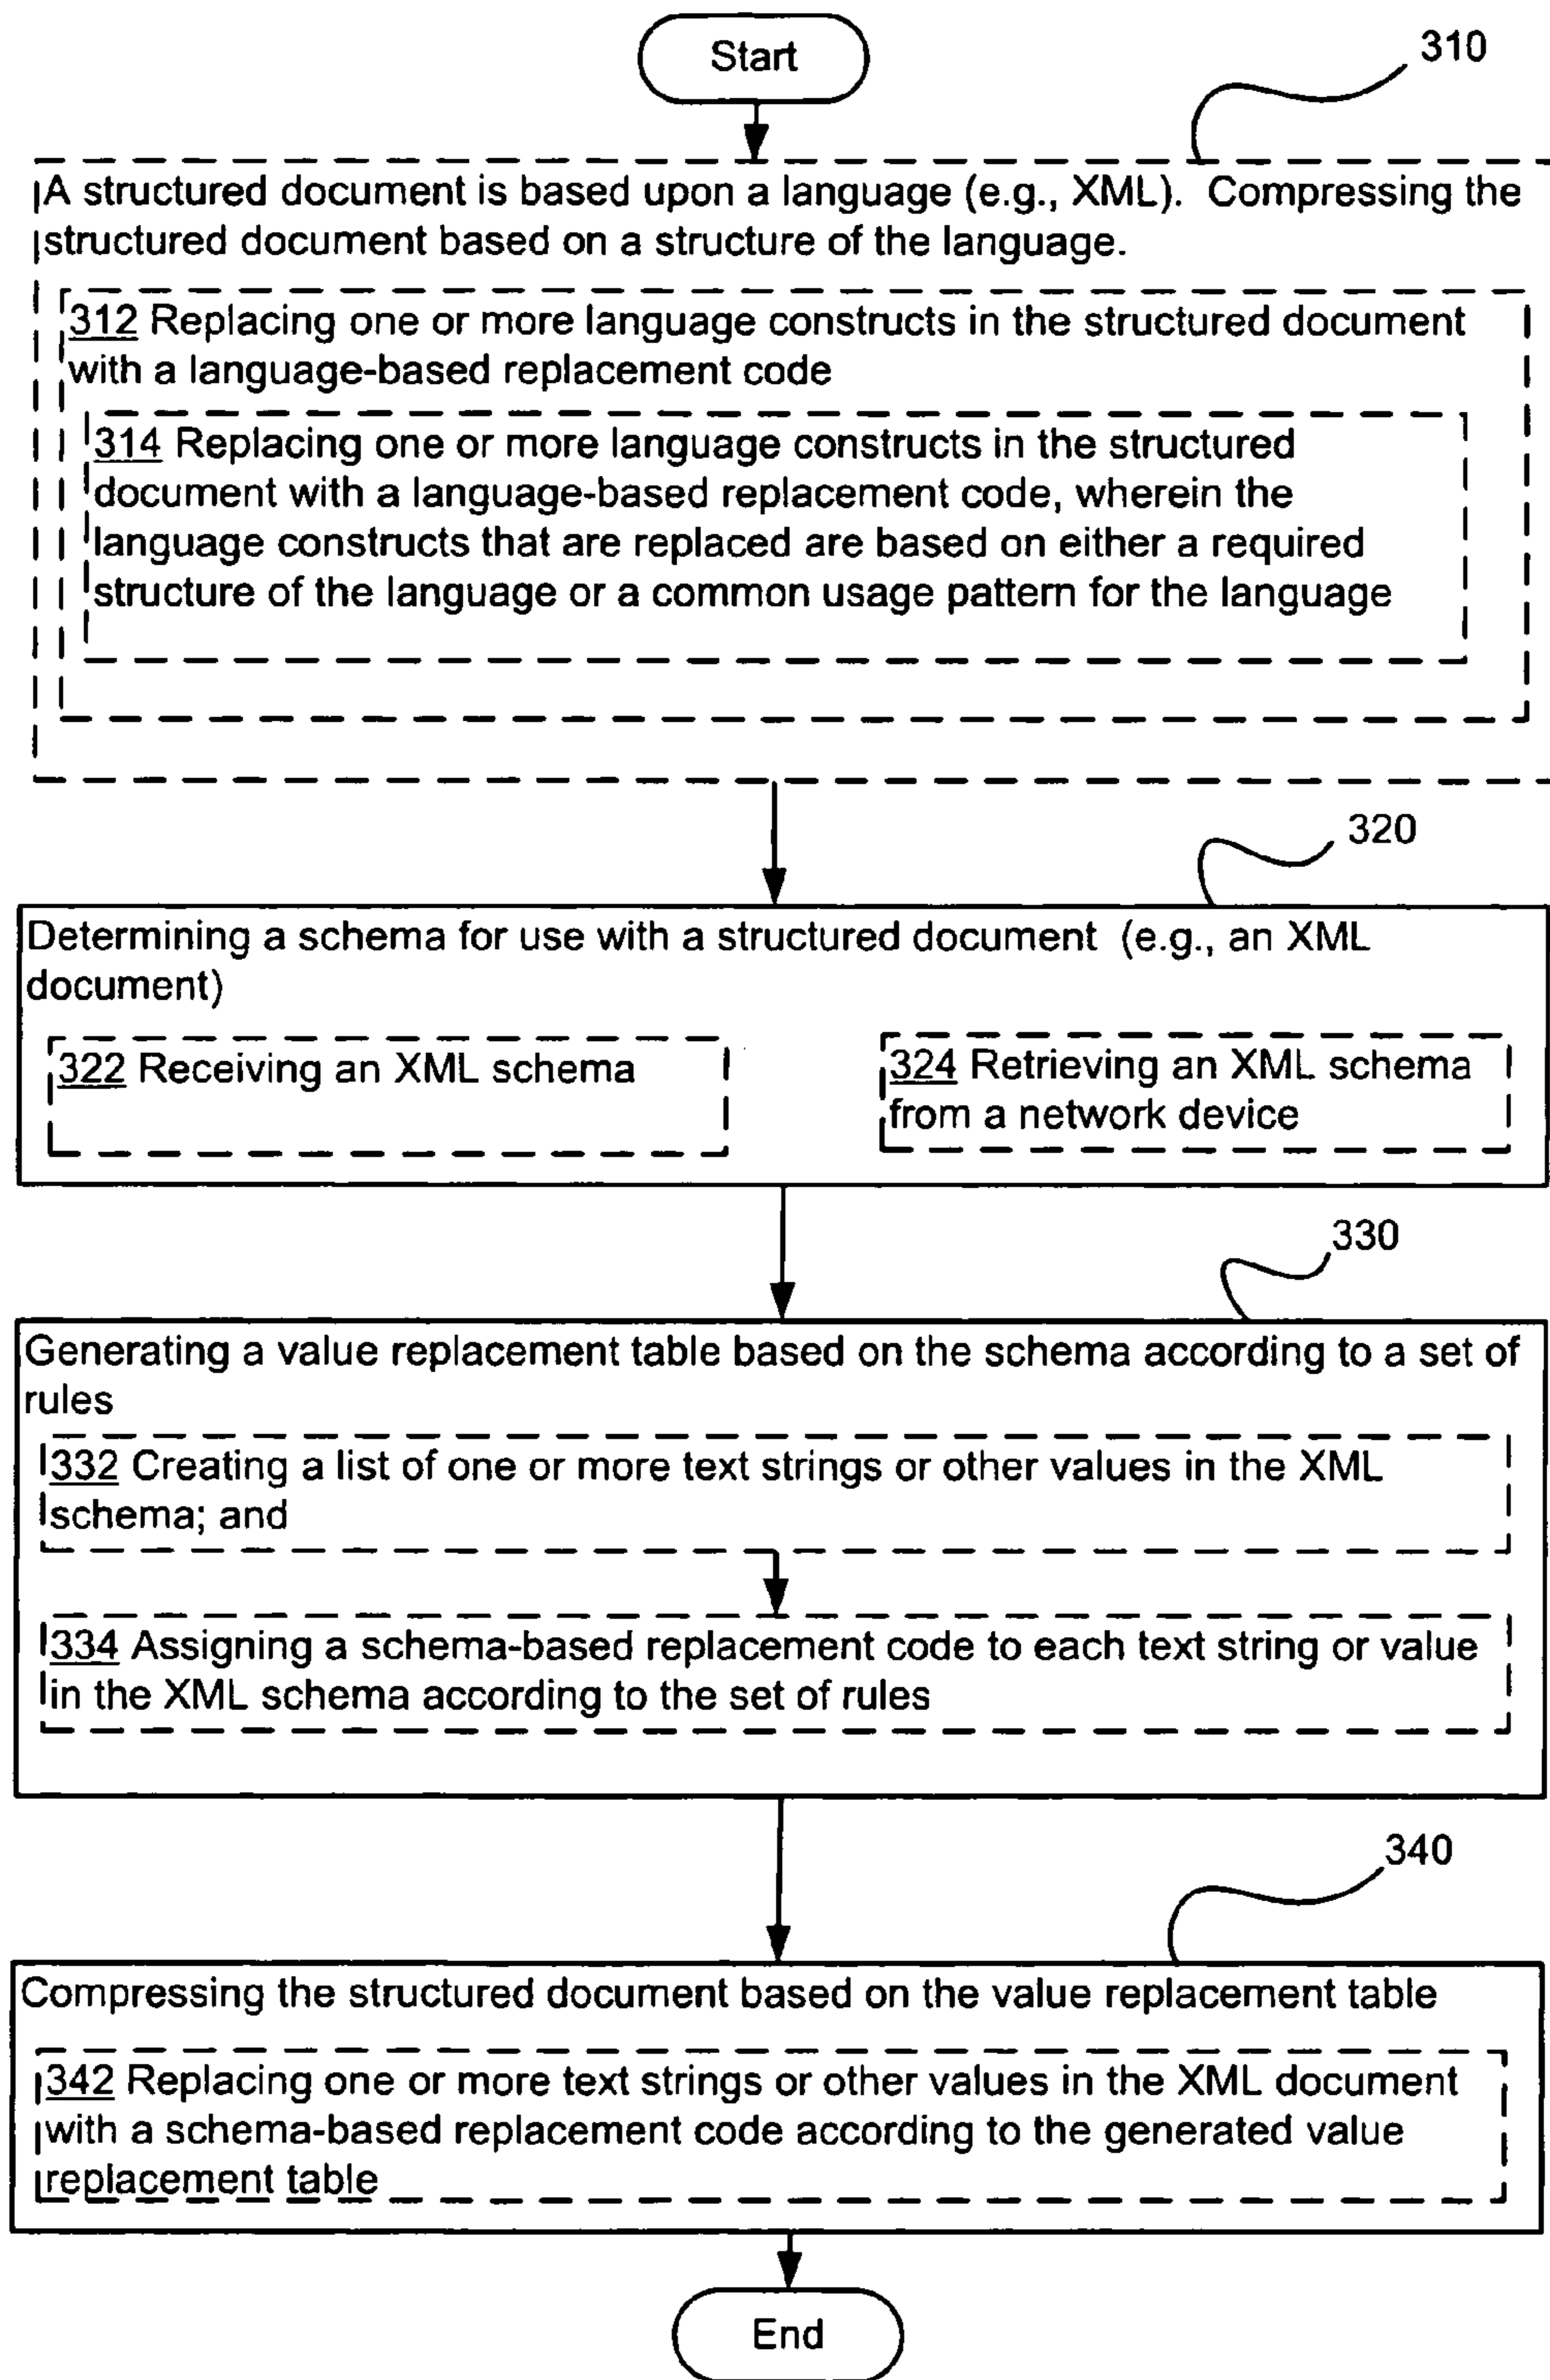 Start
310
A structured document is based upon a language (e.g., XML). Compressing the
structured document based on a structure of the language.
312 Replacing one or more language constructs in the structured document
with a language-based replacement code
314 Replacing one or more language constructs in the structured
document with a language-based replacement code, wherein the
language constructs that are replaced are based on either a required
structure of the language or a common usage pattern for the language
320
Determining a schema for use with a structured document (e.g., an XML
document)
322 Receiving an XML schema
324 Retrieving an XML schema
from a network device
330
Generating a value replacement table based on the schema according to a set of
rules
332 Creating a list of one or more text strings or other values in the XML
schema; and
334 Assigning a schema-based replacement code to each text string or value
in the XML schema according to the set of rules
340
Compressing the structured document based on the value replacement table
342 Replacing one or more text strings or other values in the XML document
with a schema-based replacement code according to the generated value
replacement table
End